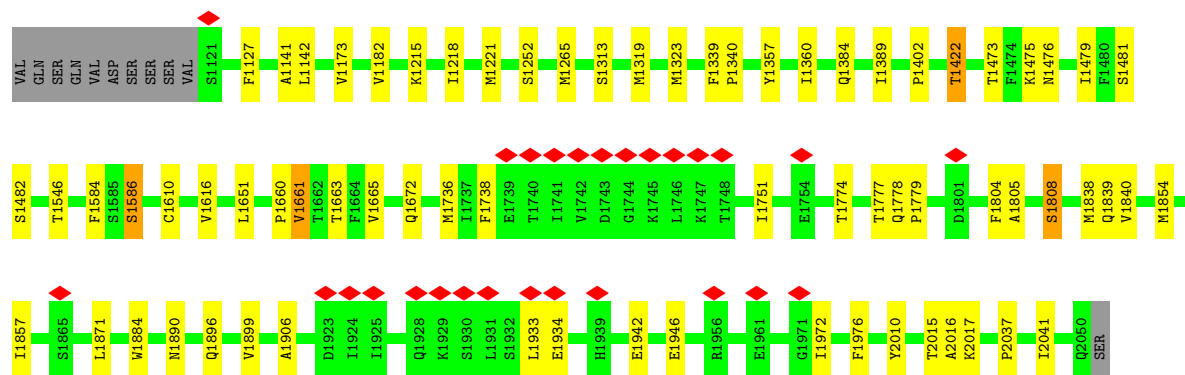 VAL GLN SER GLN VAL ASP SER SER SER VAL S1121 F1127 A1141 L1142 V1173 V1182 K1215 I1218 M1221 S1252 M1265 S1313 M1319 M1323 F1339 P1340 Y1357 I1360 Q1384 I1389 P1402 T1422 T1473 F1474 K1475 N1476 I1479 F1480 S1481
S1482 T1546 F1584 S1585 S1586 C1610 V1616 L1651 P1660 V1661 T1662 T1663 F1664 V1665 Q1672 M1736 I1737 F1738 E1739 T1740 I1741 V1742 D1743 G1744 K1745 L1746 K1747 T1748 I1751 E1754 T1774 T1777 Q1778 P1779 D1801 F1804 A1805 S1808 M1838 Q1839 V1840 M1854
I1857 S1865 L1871 W1884 N1890 Q1896 V1899 A1906 D1923 I1924 I1925 Q1928 K1929 S1930 L1931 S1932 L1933 E1934 H1939 E1942 E1946 R1956 E1961 G1971 I1972 F1976 Y2010 T2015 A2016 K2017 P2037 I2041 Q2050 SER